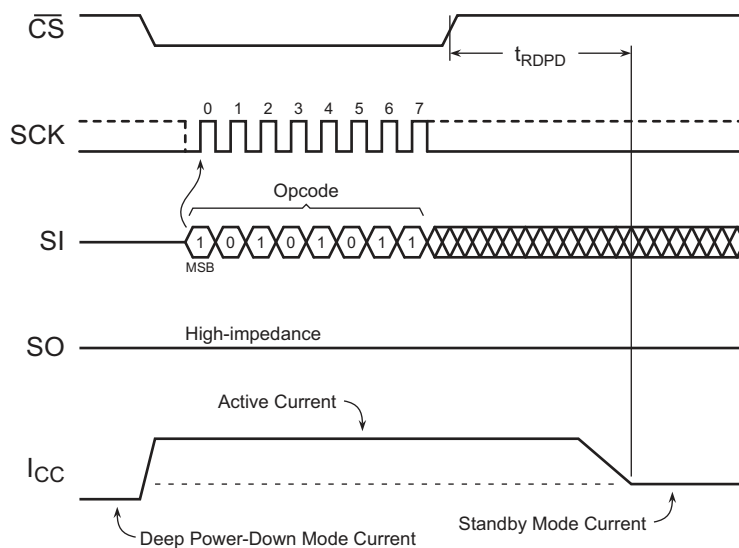 CS
tRDPD
0 1 2 3 4 5 6 7
SCK
Opcode
SI
1 0 1 0 1 0 1 1
MSB
High-impedance
SO
Active Current
ICC
Deep Power-Down Mode Current
Standby Mode Current